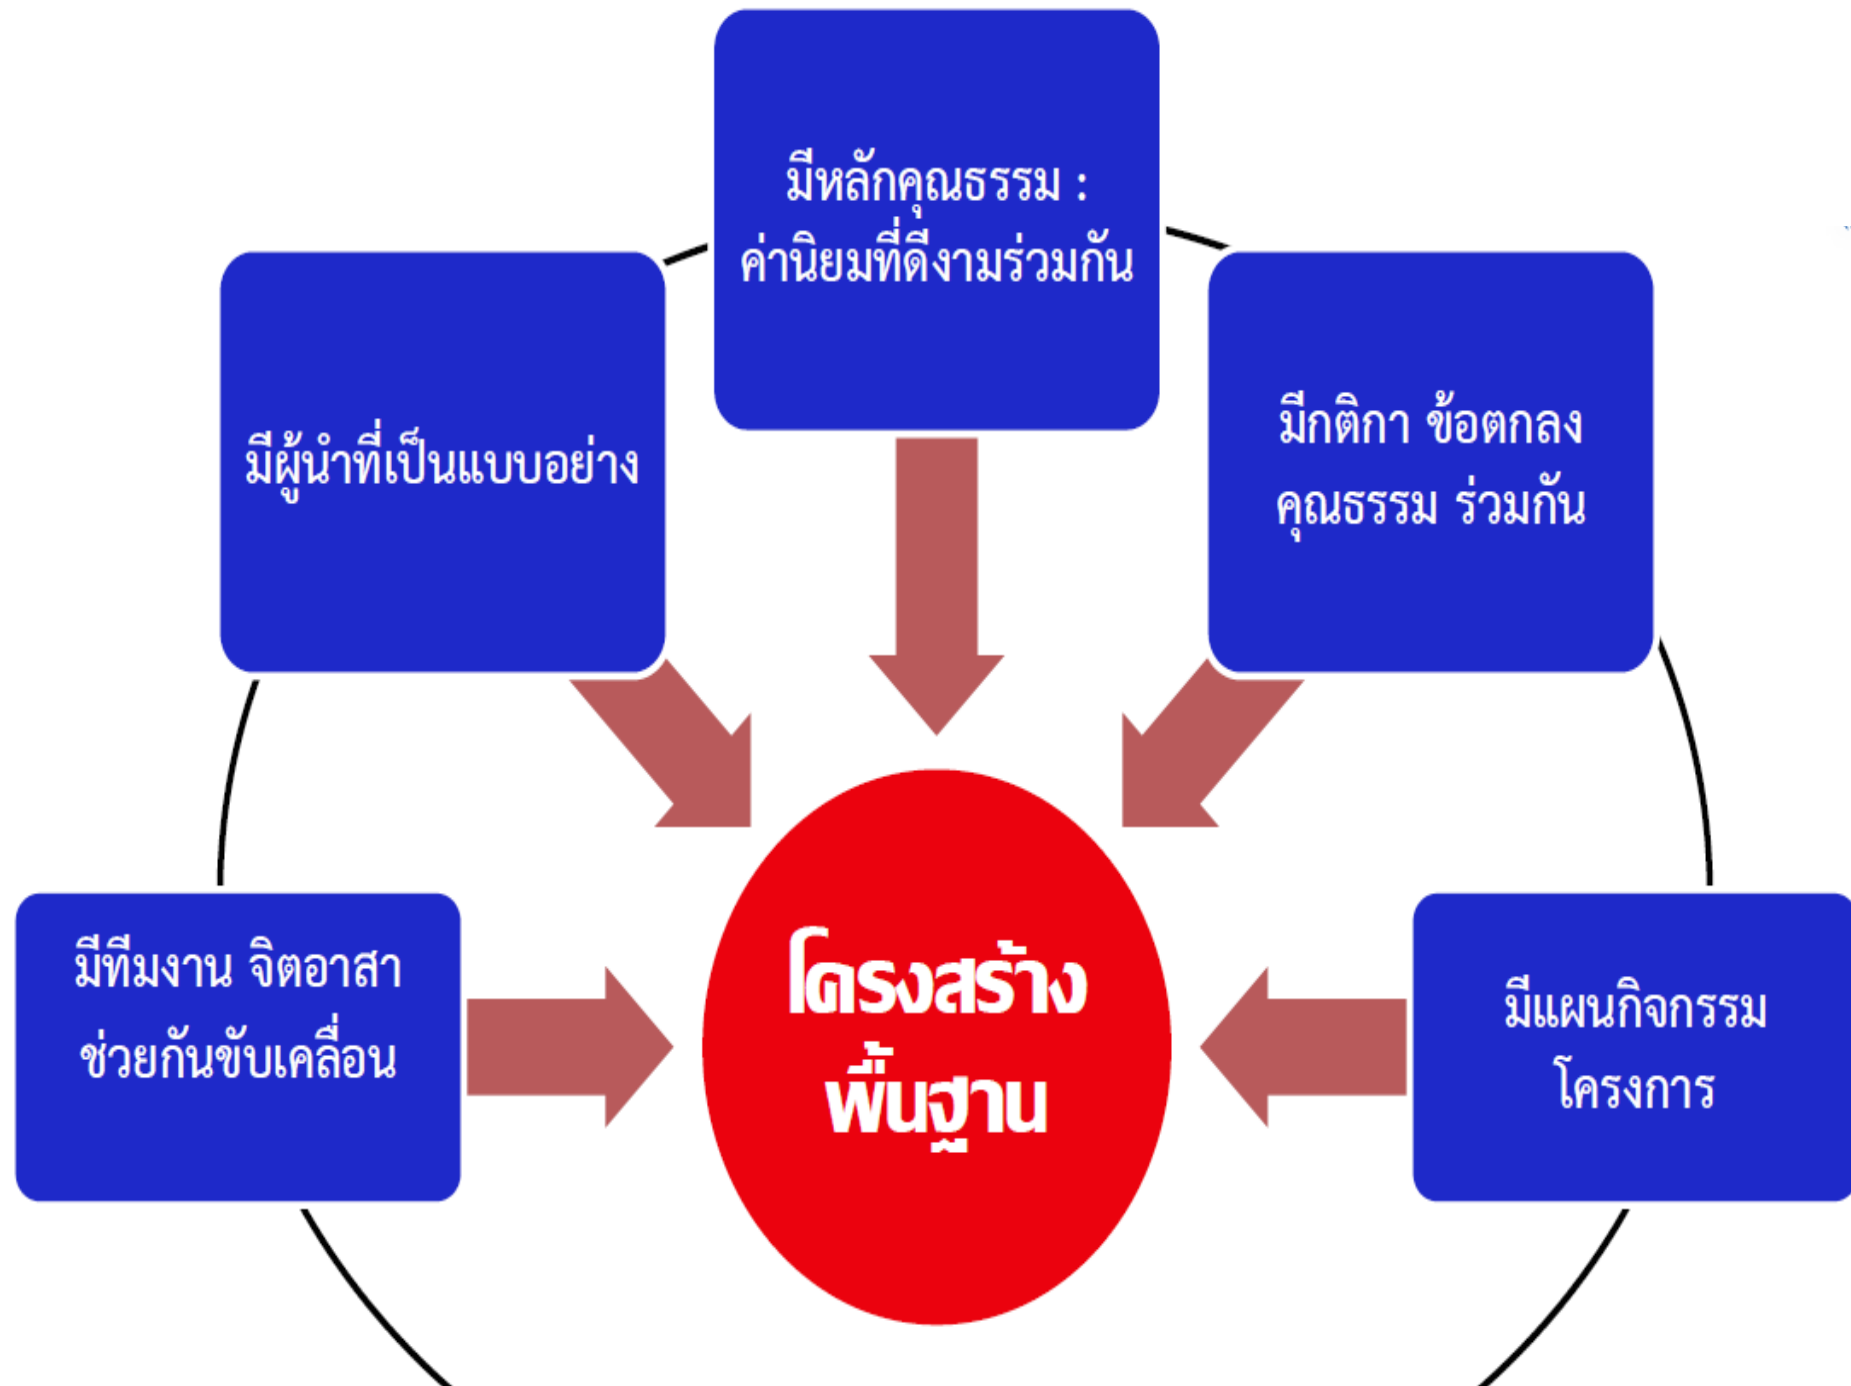 มีหลักคุณธรรม :
ค่านิยมที่ดีงามร่วมกัน
มีผู้นำที่เป็นแบบอย่าง
มีกติกา ข้อตกลง
คุณธรรม ร่วมกัน
มีทีมงาน จิตอาสา
ช่วยกันขับเคลื่อน
โครงสร้าง
พื้นฐาน
มีแผนกิจกรรม
โครงการ